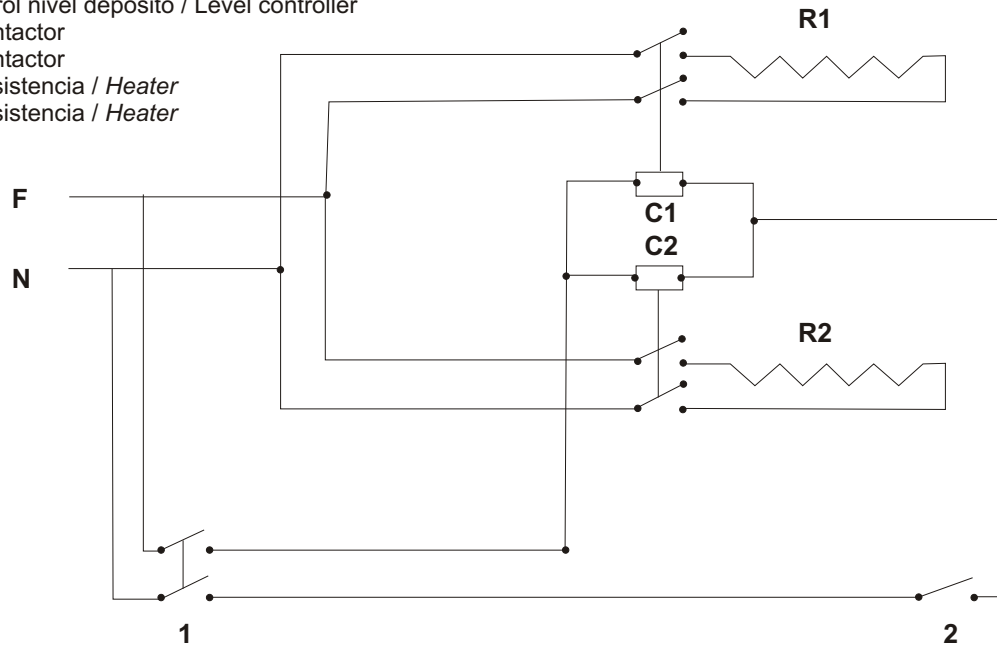 rol nivel depósito / Level controller
ntactor
ntactor
sistencia / Heater
sistencia / Heater
R1
F
C1
C2
N
R2
1
2